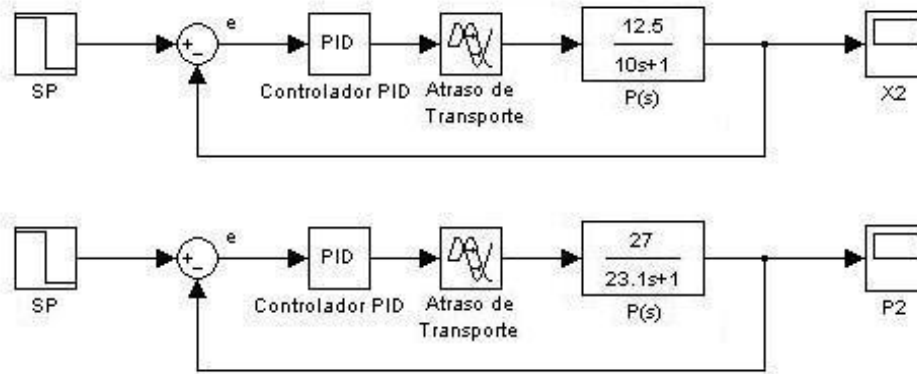 SP
+
−
e
PID
Controlador PID
Atraso de
Transporte
12.5
10s+1
P(s)
X2
SP
+
−
e
PID
Controlador PID
Atraso de
Transporte
27
23.1s+1
P(s)
P2